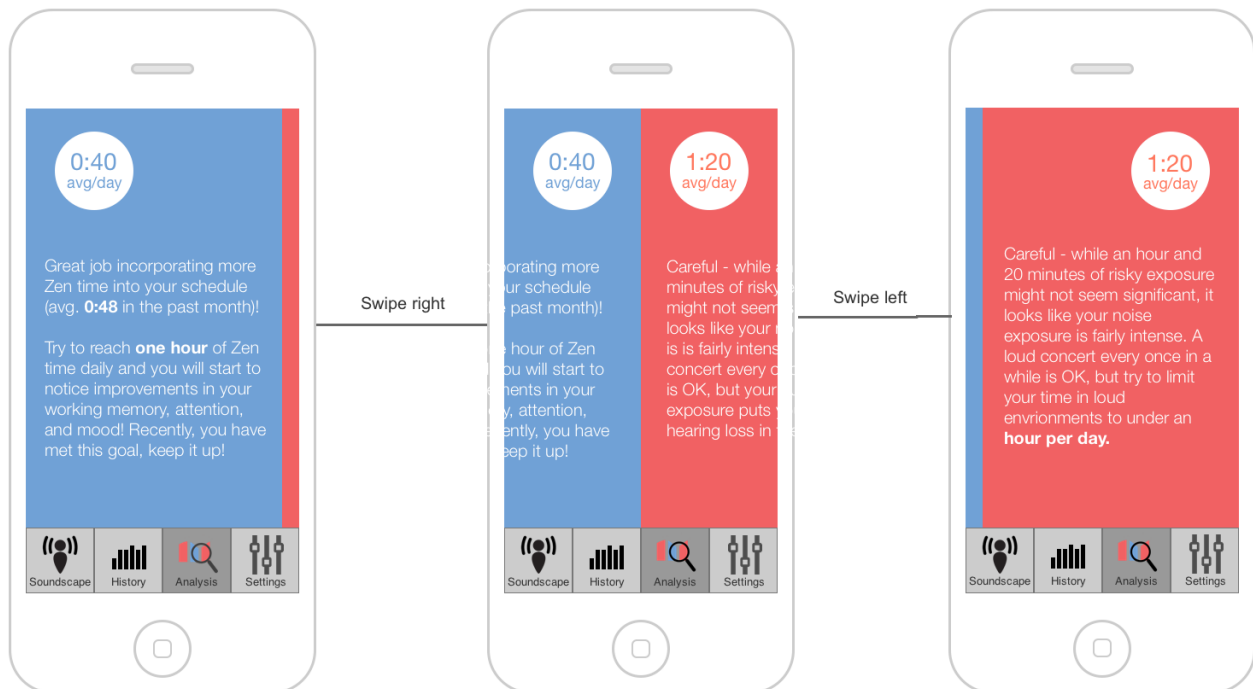 0:40
avg/day
Great job incorporating more
Zen time into your schedule
(avg. 0:48 in the past month)!
Try to reach one hour of Zen
time daily and you will start to
notice improvements in your
working memory, attention,
and mood! Recently, you have
met this goal, keep it up!
Soundscape
History
Analysis
Settings
Swipe right
0:40
avg/day
1:20
avg/day
porating more
our schedule
past month)!
hour of Zen
you will start to
ements in your
y, attention,
ently, you have
eep it up!
Careful - while
minutes of risky
might not seem
looks like your
is is fairly intens
concert every
is OK, but your
exposure puts
hearing loss in
Soundscape
History
Analysis
Settings
Swipe left
1:20
avg/day
Careful - while an hour and
20 minutes of risky exposure
might not seem significant, it
looks like your noise
exposure is fairly intense. A
loud concert every once in a
while is OK, but try to limit
your time in loud
envrionments to under an
hour per day.
Soundscape
History
Analysis
Settings